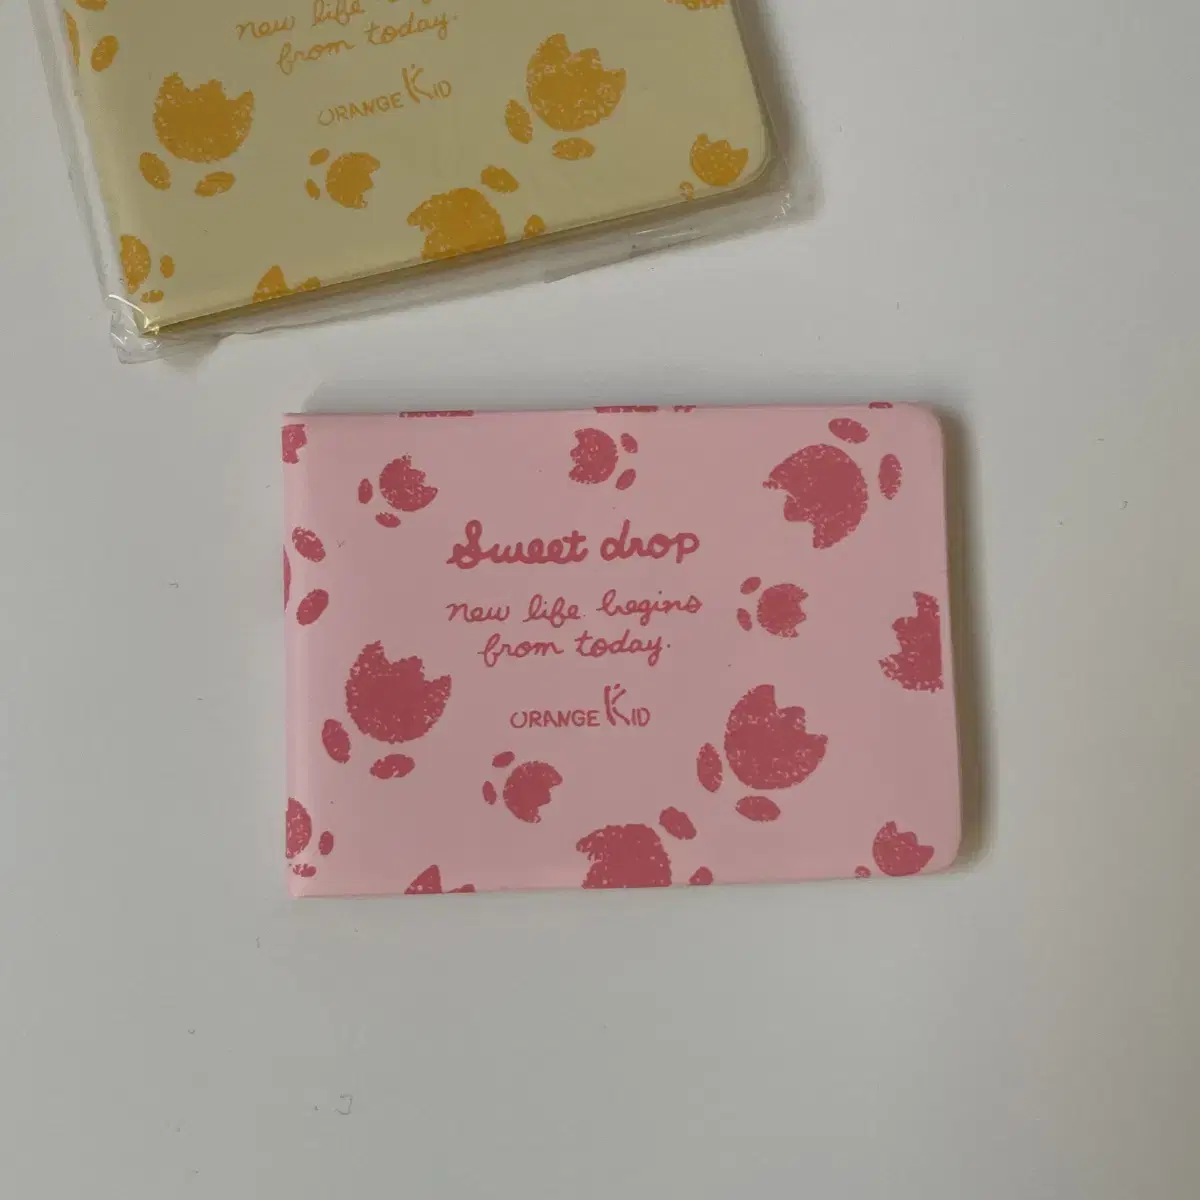 new life
from today.
ORANGE KID
Sweet drop
new life begins
from today.
ORANGE KID